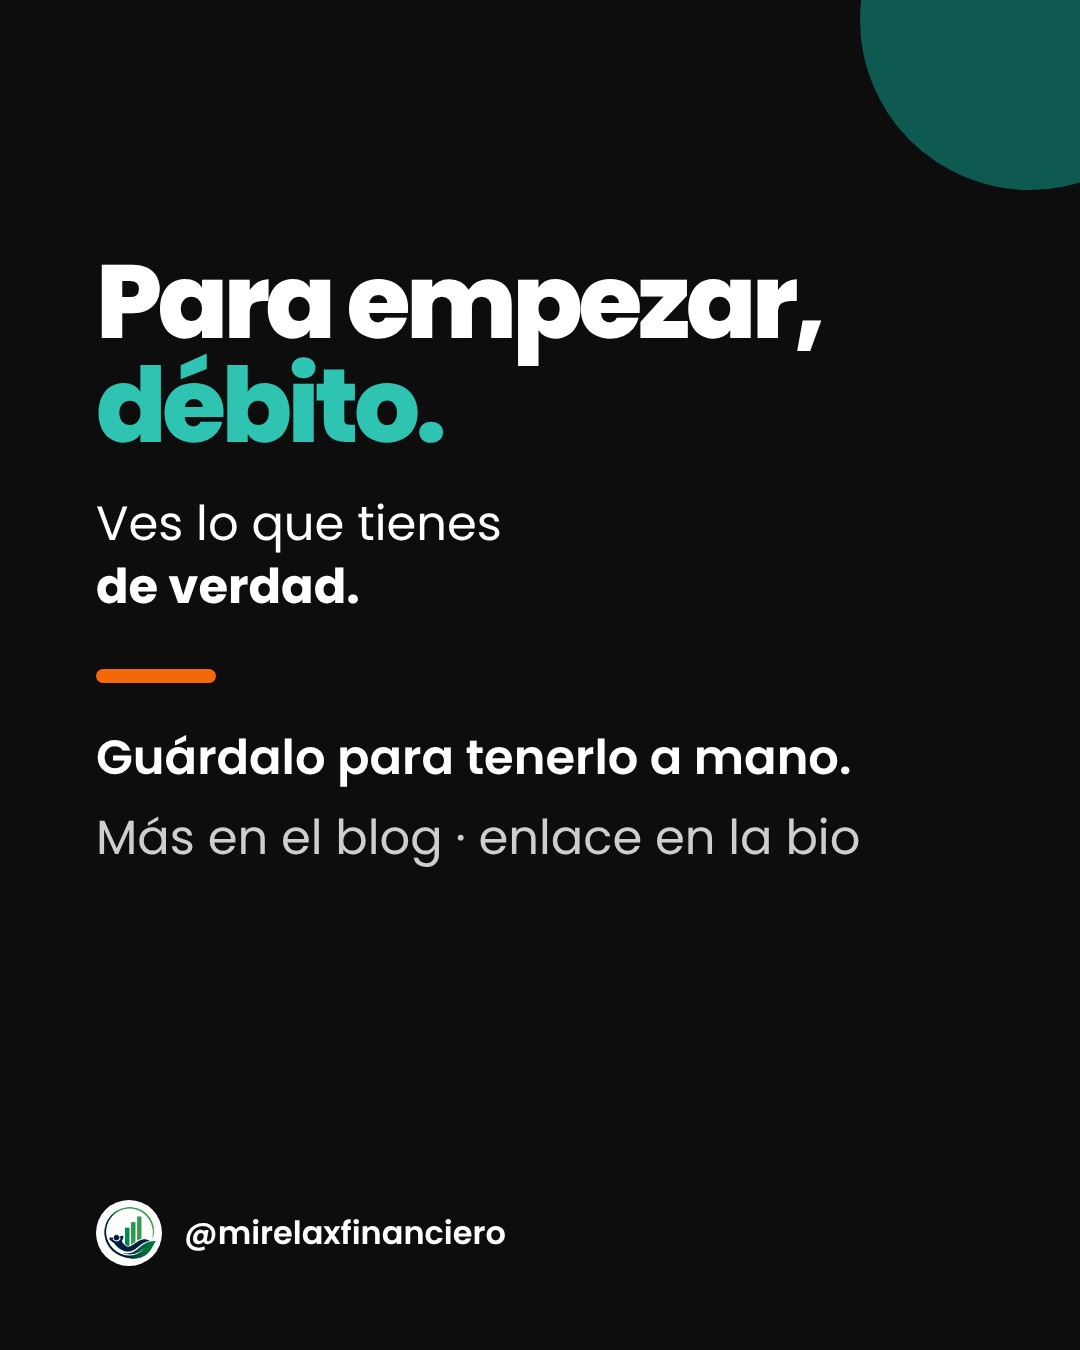 Para empezar,
débito.
Ves lo que tienes
de verdad.
Guárdalo para tenerlo a mano.
Más en el blog · enlace en la bio
@mirelaxfinanciero